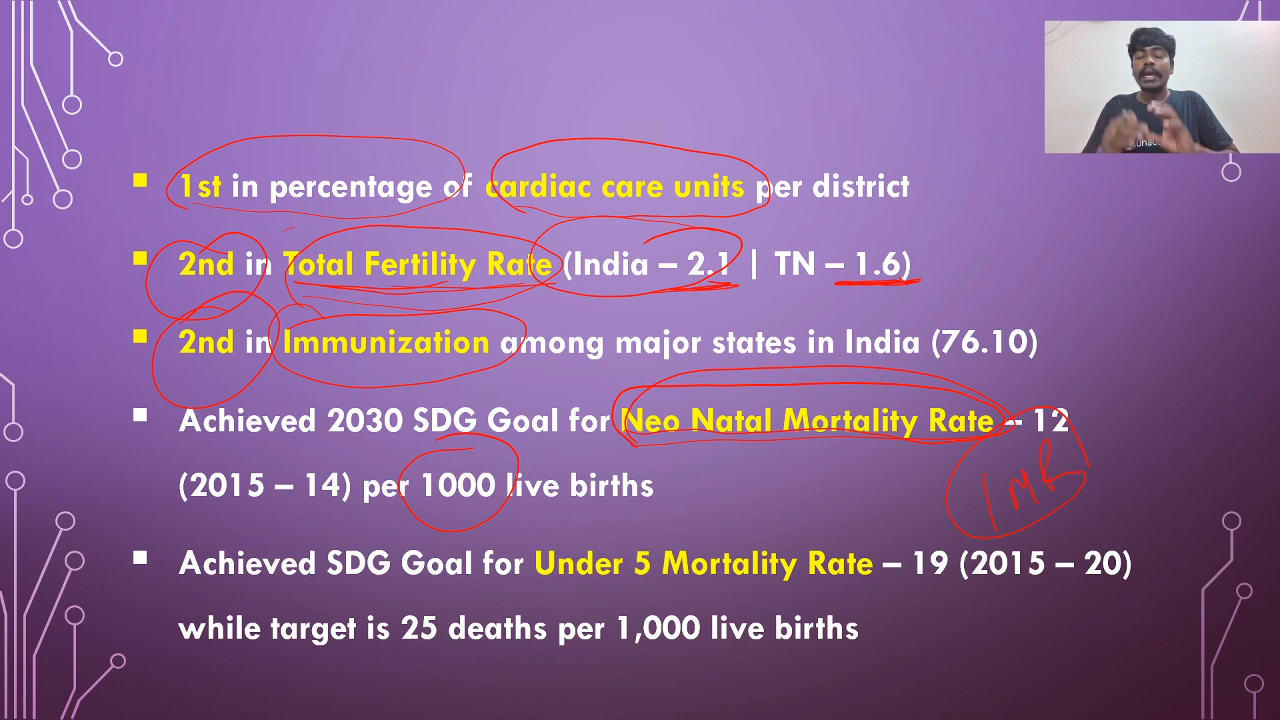 1st in percentage of cardiac care units per district
2nd in Total Fertility Rate (India – 2.1 | TN – 1.6)
2nd in Immunization among major states in India (76.10)
Achieved 2030 SDG Goal for Neo Natal Mortality Rate – 12
(2015 – 14) per 1000 live births
IMR
Achieved SDG Goal for Under 5 Mortality Rate – 19 (2015 – 20)
while target is 25 deaths per 1,000 live births